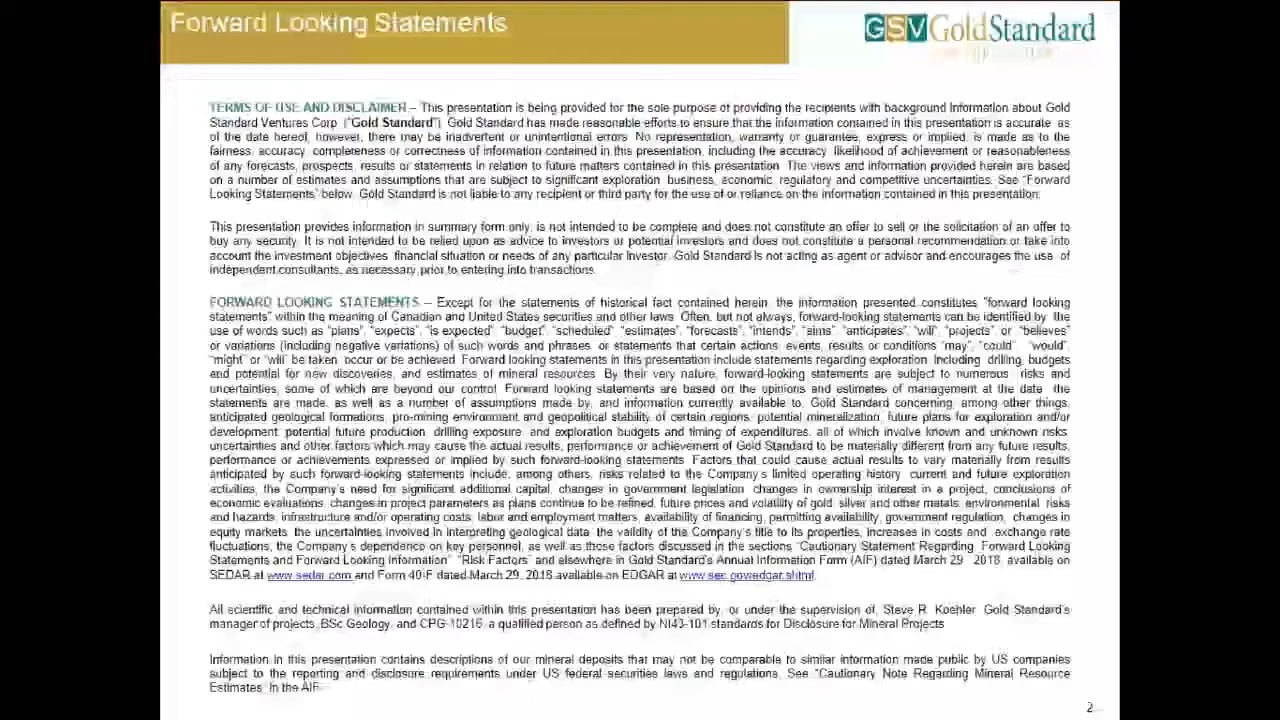 Forward Looking Statements
GSV GoldStandard
TERMS OF USE AND DISCLAIMER – This presentation is being provided for the sole purpose of providing the recipients with background information about Gold
Standard Ventures Corp. ("Gold Standard"). Gold Standard has made reasonable efforts to ensure that the information contained in this presentation is accurate as
of the date hereof, however, there may be inadvertent or unintentional errors. No representation, warranty or guarantee, express or implied, is made as to the
fairness, accuracy, completeness or correctness of information contained in this presentation, including the accuracy, likelihood of achievement or reasonableness
of any forecasts, prospects, results or statements in relation to future matters contained in this presentation. The views and information provided herein are based
on a number of estimates and assumptions that are subject to significant exploration, business, economic, regulatory and competitive uncertainties. See "Forward
Looking Statements" below. Gold Standard is not liable to any recipient or third party for the use of or reliance on the information contained in this presentation.
This presentation provides information in summary form only, is not intended to be complete and does not constitute an offer to sell or the solicitation of an offer to
buy any security. It is not intended to be relied upon as advice to investors or potential investors and does not constitute a personal recommendation or take into
account the investment objectives, financial situation or needs of any particular investor. Gold Standard is not acting as agent or advisor and encourages the use of
independent consultants, as necessary, prior to entering into transactions.
FORWARD LOOKING STATEMENTS – Except for the statements of historical fact contained herein, the information presented constitutes "forward looking
statements" within the meaning of Canadian and United States securities and other laws. Often, but not always, forward-looking statements can be identified by the
use of words such as "plans", "expects", "is expected", "budget", "scheduled", "estimates", "forecasts", "intends", "aims", "anticipates", "will", "projects" or "believes"
or variations (including negative variations) of such words and phrases, or statements that certain actions, events, results or conditions "may", "could", "would",
"might" or "will" be taken, occur or be achieved. Forward looking statements in this presentation include statements regarding exploration, including drilling, budgets
and potential for new discoveries, and estimates of mineral resources. By their very nature, forward-looking statements are subject to numerous risks and
uncertainties, some of which are beyond our control. Forward looking statements are based on the opinions and estimates of management at the date the
statements are made, as well as a number of assumptions made by, and information currently available to, Gold Standard concerning, among other things,
anticipated geological formations, pro-mining environment and geopolitical stability of certain regions, potential mineralization, future plans for exploration and/or
development, potential future production, drilling exposure, and exploration budgets and timing of expenditures, all of which involve known and unknown risks,
uncertainties and other factors which may cause the actual results, performance or achievement of Gold Standard to be materially different from any future results,
performance or achievements expressed or implied by such forward-looking statements. Factors that could cause actual results to vary materially from results
anticipated by such forward-looking statements include, among others, risks related to the Company's limited operating history, current and future exploration
activities, the Company's need for significant additional capital, changes in government legislation, changes in ownership interest in a project, conclusions of
economic evaluations, changes in project parameters as plans continue to be refined, future prices and volatility of gold, silver and other metals, environmental risks
and hazards, infrastructure and/or operating costs, labor and employment matters, availability of financing, permitting availability, government regulation, changes in
equity markets, the uncertainties involved in interpreting geological data, the validity of the Company's title to its properties, increases in costs and exchange rate
fluctuations, the Company's dependence on key personnel, as well as those factors discussed in the sections "Cautionary Statement Regarding Forward Looking
Statements and Forward Looking Information", "Risk Factors" and elsewhere in Gold Standard's Annual Information Form (AIF) dated March 29, 2018, available on
SEDAR at www.sedar.com and Form 40-F dated March 29, 2018 available on EDGAR at www.sec.gov/edgar.shtml.
All scientific and technical information contained within this presentation has been prepared by, or under the supervision of, Steve R. Koehler, Gold Standard's
manager of projects, BSc Geology, and CPG-10216, a qualified person as defined by NI43-101 standards for Disclosure for Mineral Projects
Information in this presentation contains descriptions of our mineral deposits that may not be comparable to similar information made public by US companies
subject to the reporting and disclosure requirements under US federal securities laws and regulations. See "Cautionary Note Regarding Mineral Resource
Estimates" in the AIF.
2